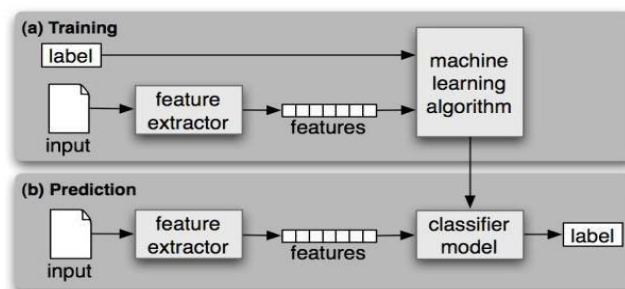 (a) Training
label
machine
learning
algorithm
feature
extractor
features
input
(b) Prediction
feature
extractor
features
input
classifier
model
label